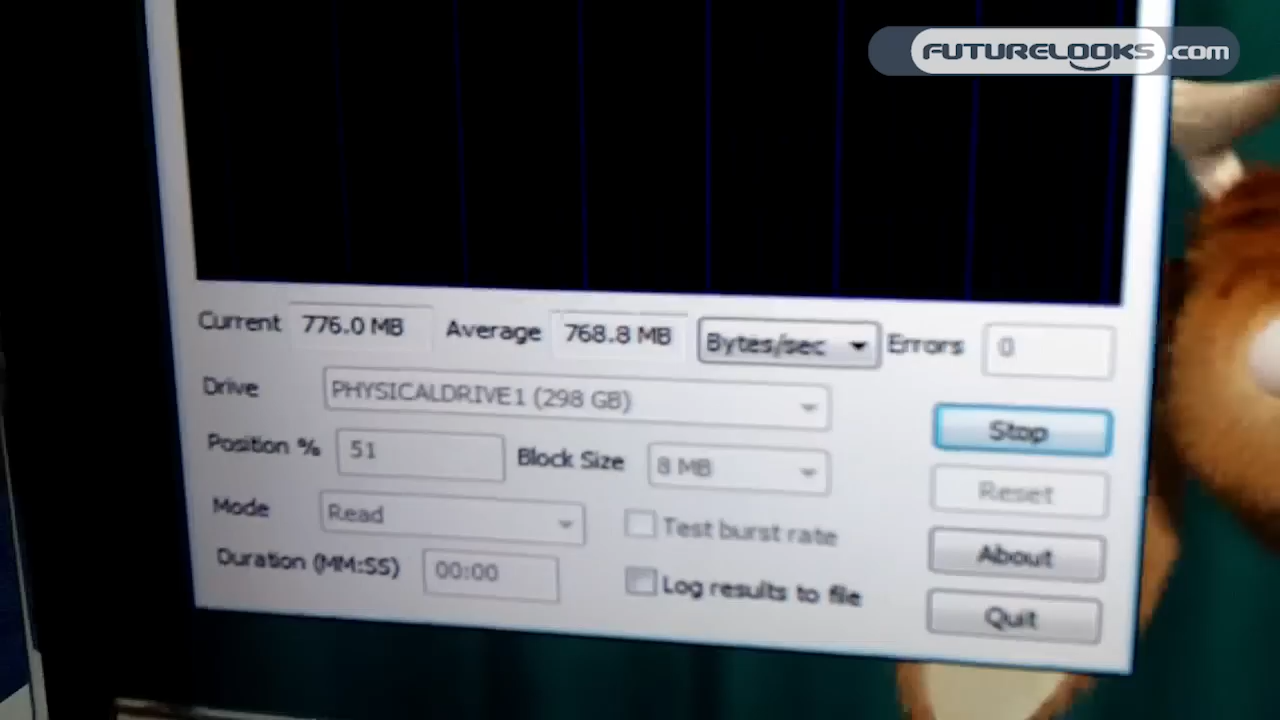 FUTURELOOKS.com
Current 776.0 MB Average 768.8 MB Bytes/sec Errors 0
Drive PHYSICALDRIVE1 (298 GB)
Stop
Position % 51 Block Size 8 MB
Reset
Mode Read Test burst rate
About
Duration (MM:SS) 00:00 Log results to file
Quit